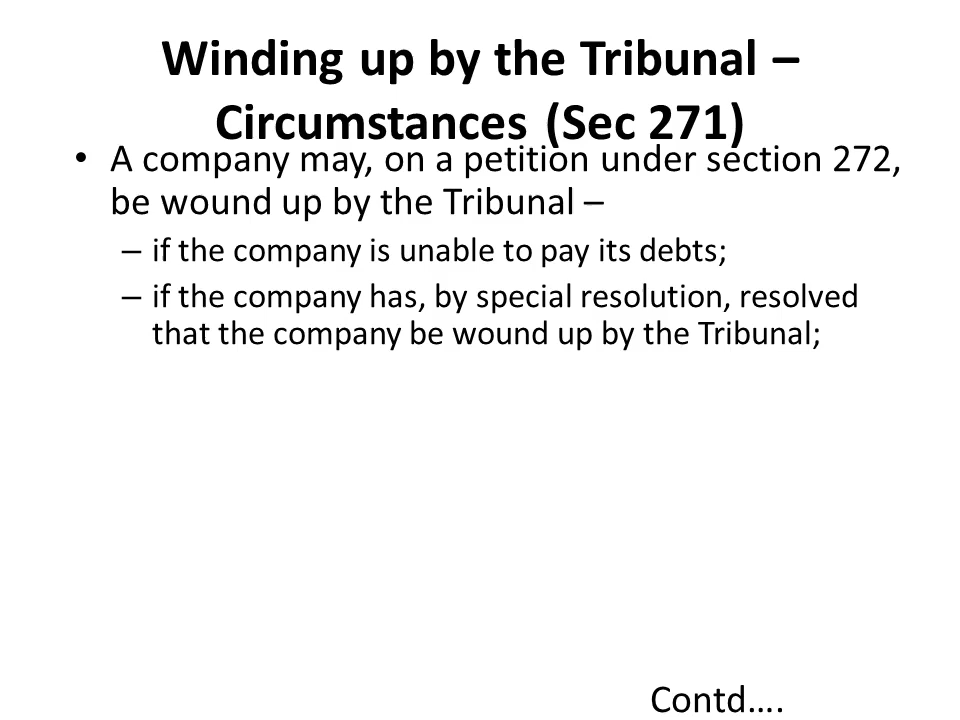 Winding up by the Tribunal –
Circumstances (Sec 271)
• A company may, on a petition under section 272,
be wound up by the Tribunal –
– if the company is unable to pay its debts;
– if the company has, by special resolution, resolved
that the company be wound up by the Tribunal;
Contd….